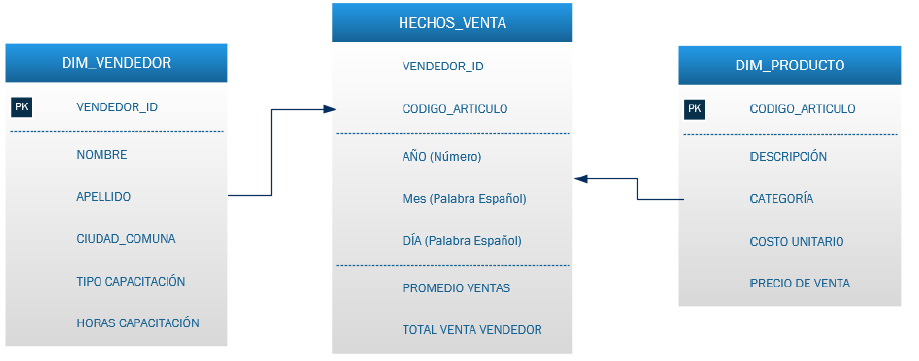 DIM_VENDEDOR
PK
VENDEDOR_ID
NOMBRE
APELLIDO
CIUDAD_COMUNA
TIPO CAPACITACIÓN
HORAS CAPACITACIÓN
HECHOS_VENTA
VENDEDOR_ID
CODIGO_ARTICULO
AÑO (Número)
Mes (Palabra Español)
DÍA (Palabra Español)
PROMEDIO VENTAS
TOTAL VENTA VENDEDOR
DIM_PRODUCTO
PK
CODIGO_ARTICULO
DESCRIPCIÓN
CATEGORÍA
COSTO UNITARIO
PRECIO DE VENTA